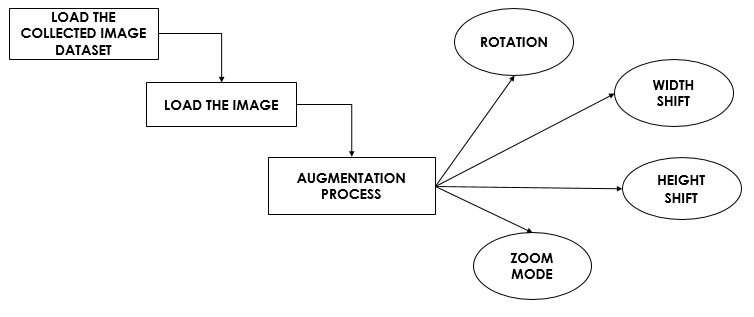 LOAD THE
COLLECTED IMAGE
DATASET
LOAD THE IMAGE
AUGMENTATION
PROCESS
ROTATION
WIDTH
SHIFT
HEIGHT
SHIFT
ZOOM
MODE